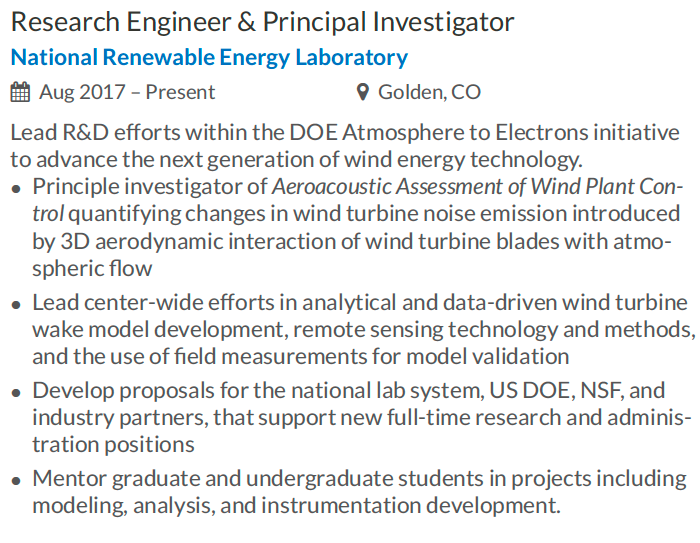 Research Engineer & Principal Investigator
National Renewable Energy Laboratory
Aug 2017 – Present
Golden, CO
Lead R&D efforts within the DOE Atmosphere to Electrons initiative
to advance the next generation of wind energy technology.
• Principle investigator of Aeroacoustic Assessment of Wind Plant Con-
trol quantifying changes in wind turbine noise emission introduced
by 3D aerodynamic interaction of wind turbine blades with atmo-
spheric flow
• Lead center-wide efforts in analytical and data-driven wind turbine
wake model development, remote sensing technology and methods,
and the use of field measurements for model validation
• Develop proposals for the national lab system, US DOE, NSF, and
industry partners, that support new full-time research and adminis-
tration positions
• Mentor graduate and undergraduate students in projects including
modeling, analysis, and instrumentation development.